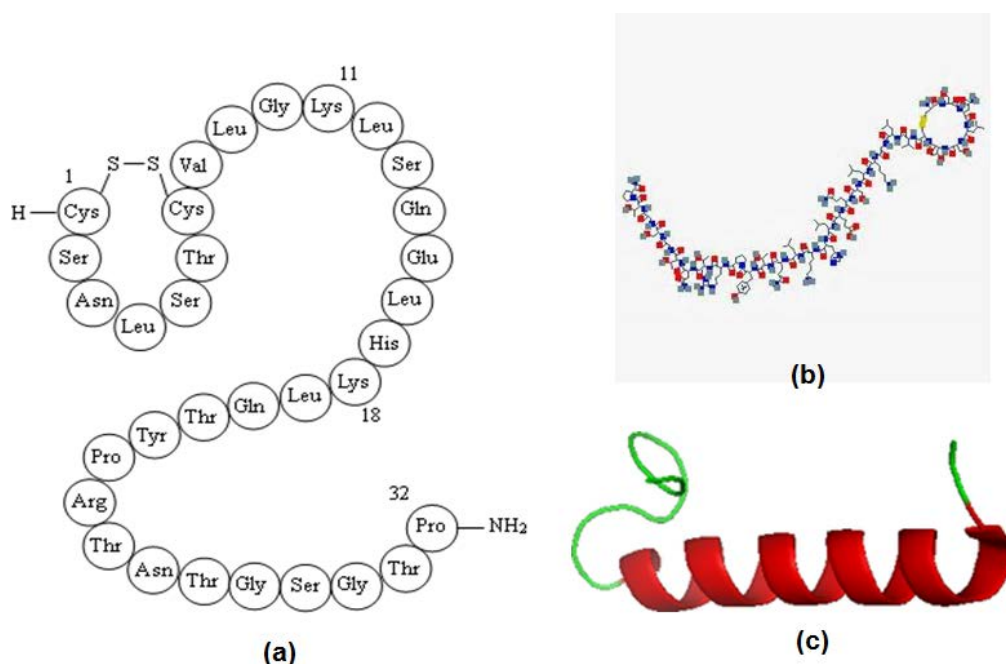 H
1
Cys
Ser
Asn
Leu
Ser
Thr
Cys
S
S
Val
Leu
Gly
11
Lys
Leu
Ser
Gln
Glu
Leu
His
Lys
18
Leu
Gln
Thr
Tyr
Pro
Arg
Thr
Asn
Thr
Gly
Ser
Gly
Thr
32
Pro
NH₂
(a)
(b)
(c)